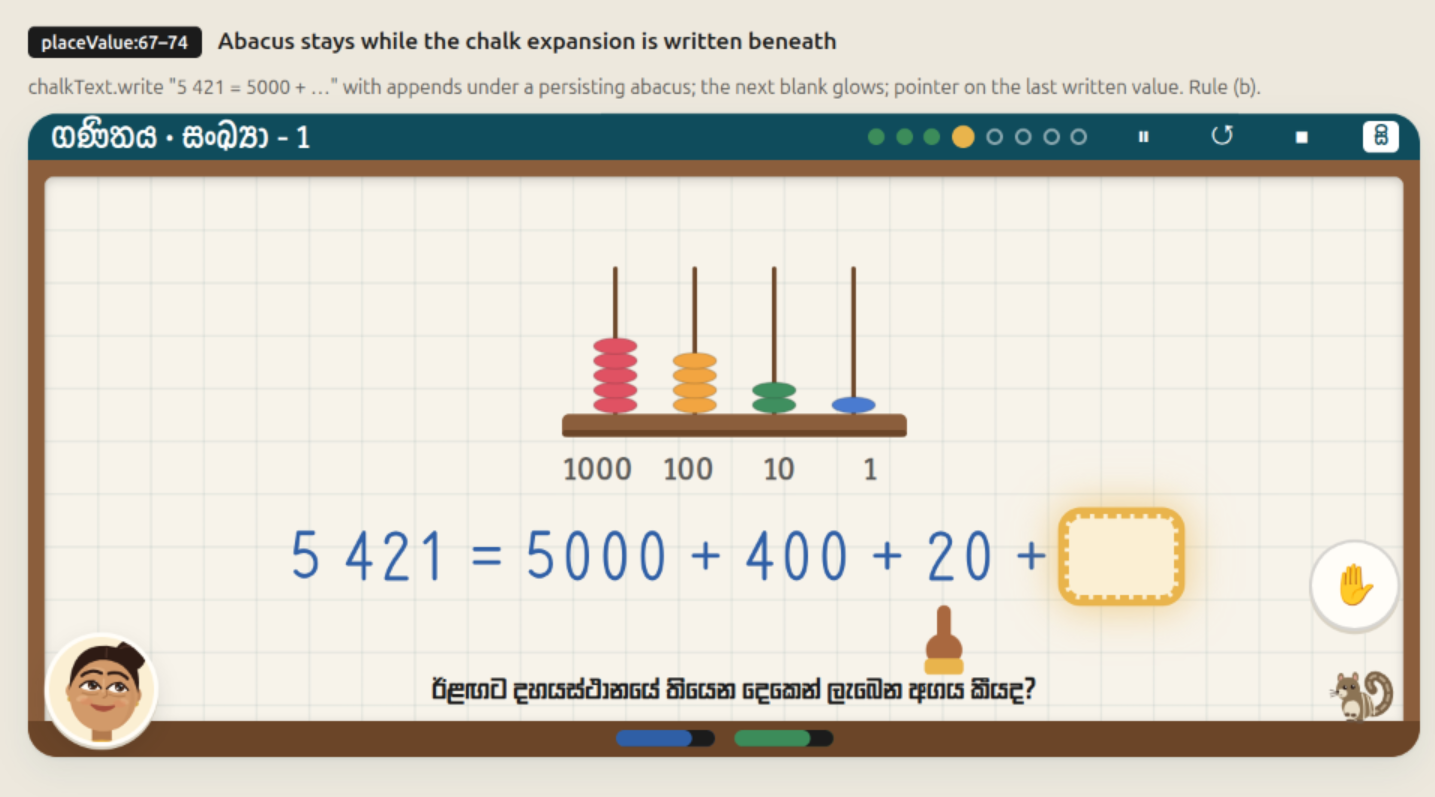 placeValue:67–74 Abacus stays while the chalk expansion is written beneath
chalkText.write "5 421 = 5000 + …" with appends under a persisting abacus; the next blank glows; pointer on the last written value. Rule (b).
ගණිතය · සංඛ්‍යා - 1 සිං
1000 100 10 1
5 421 = 5000 + 400 + 20 +
ඊළඟට දහයස්ථානයේ තියෙන දෙකෙන් ලැබෙන අගය කීයද?